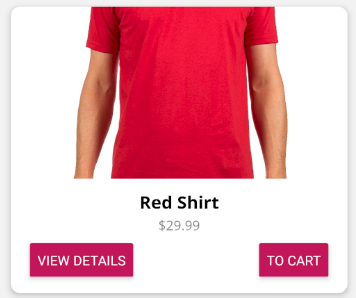 Red Shirt
$29.99
VIEW DETAILS
TO CART